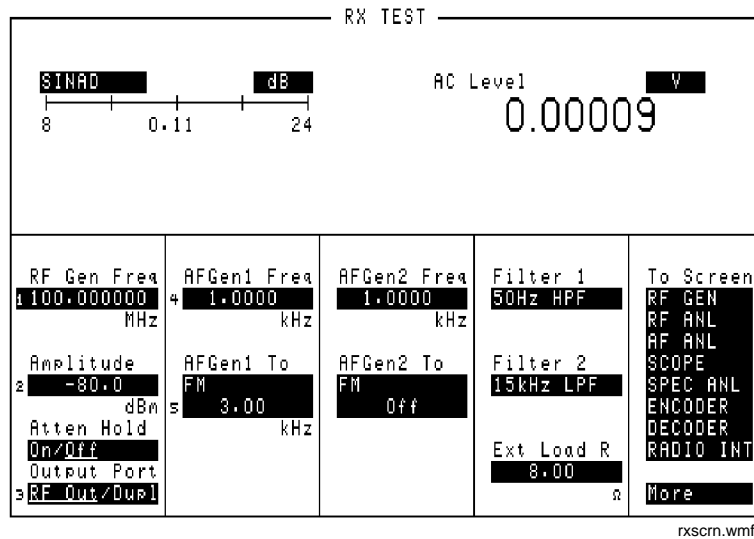 RX TEST
SINAD dB
8 0.11 24
AC Level V
0.00009
RF Gen Freq
1 100.000000
MHz
Amplitude
2 -80.0
dBm
Atten Hold
On/Off
Output Port
3 RF Out/Dupl
AFGen1 Freq
4 1.0000
kHz
AFGen1 To
FM
5 3.00
kHz
AFGen2 Freq
1.0000
kHz
AFGen2 To
FM
Off
Filter 1
50Hz HPF
Filter 2
15kHz LPF
Ext Load R
8.00
Ω
To Screen
RF GEN
RF ANL
AF ANL
SCOPE
SPEC ANL
ENCODER
DECODER
RADIO INT
More
rxscrn.wmf